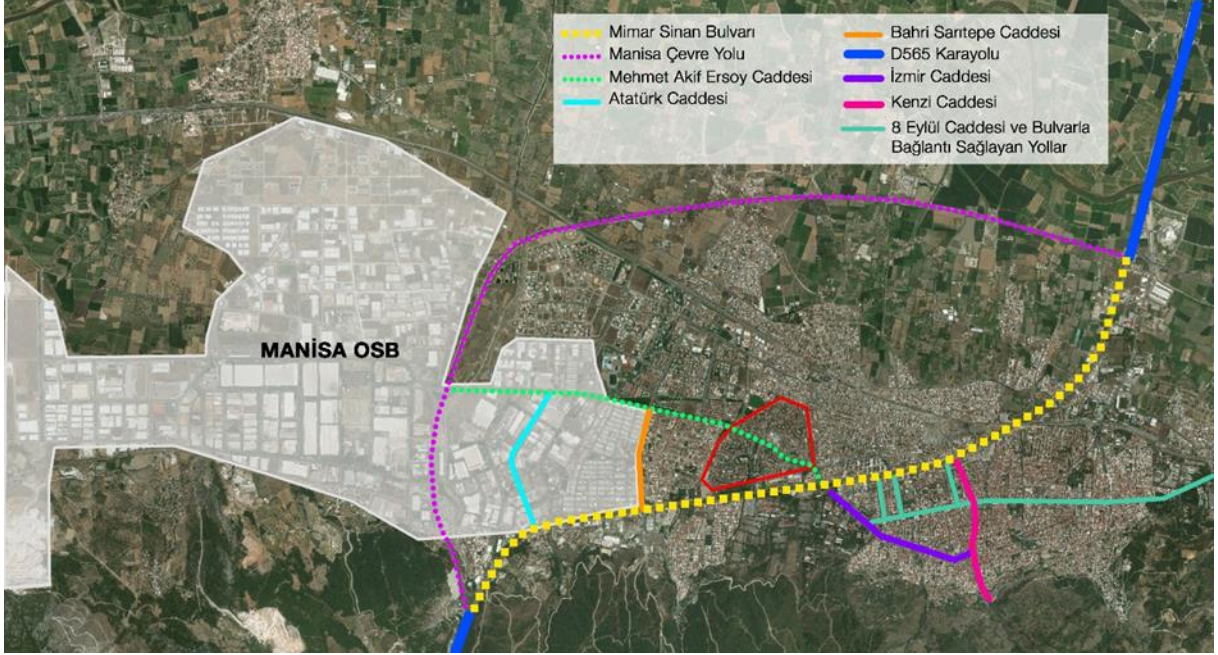 Mimar Sinan Bulvarı
Manisa Çevre Yolu
Mehmet Akif Ersoy Caddesi
Atatürk Caddesi
Bahri Sarıtepe Caddesi
D565 Karayolu
İzmir Caddesi
Kenzi Caddesi
8 Eylül Caddesi ve Bulvarla
Bağlantı Sağlayan Yollar
MANİSA OSB